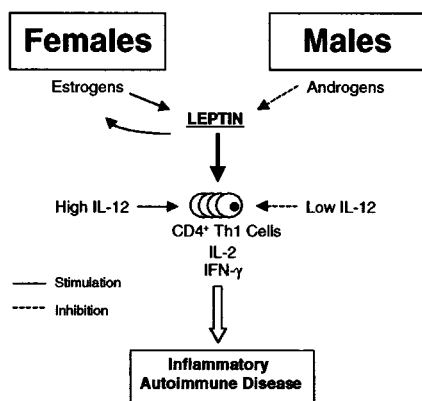 Females
Males
Estrogens
Androgens
LEPTIN
High IL-12
Low IL-12
CD4⁺ Th1 Cells
IL-2
IFN-γ
Stimulation
Inhibition
Inflammatory
Autoimmune Disease